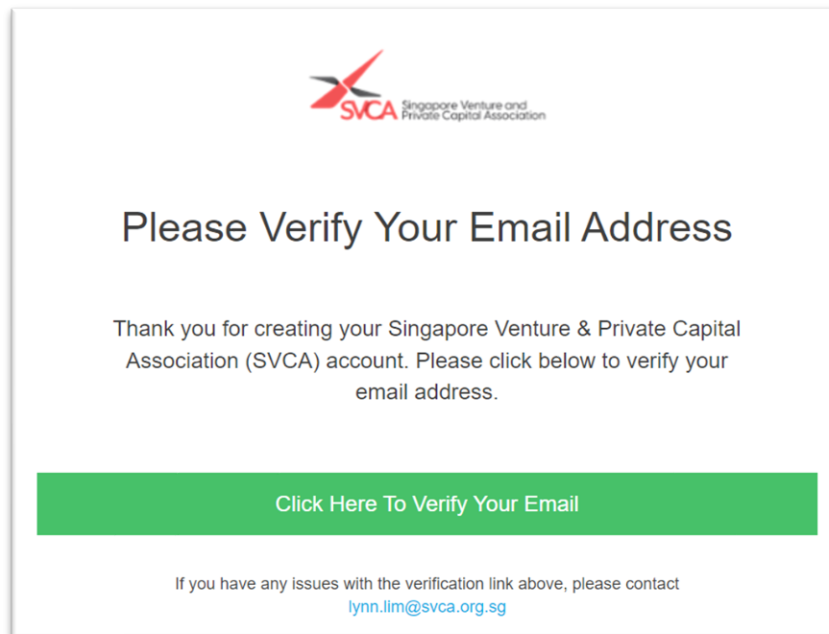 SVCA Singapore Venture and
Private Capital Association
Please Verify Your Email Address
Thank you for creating your Singapore Venture & Private Capital
Association (SVCA) account. Please click below to verify your
email address.
Click Here To Verify Your Email
If you have any issues with the verification link above, please contact
lynn.lim@svca.org.sg